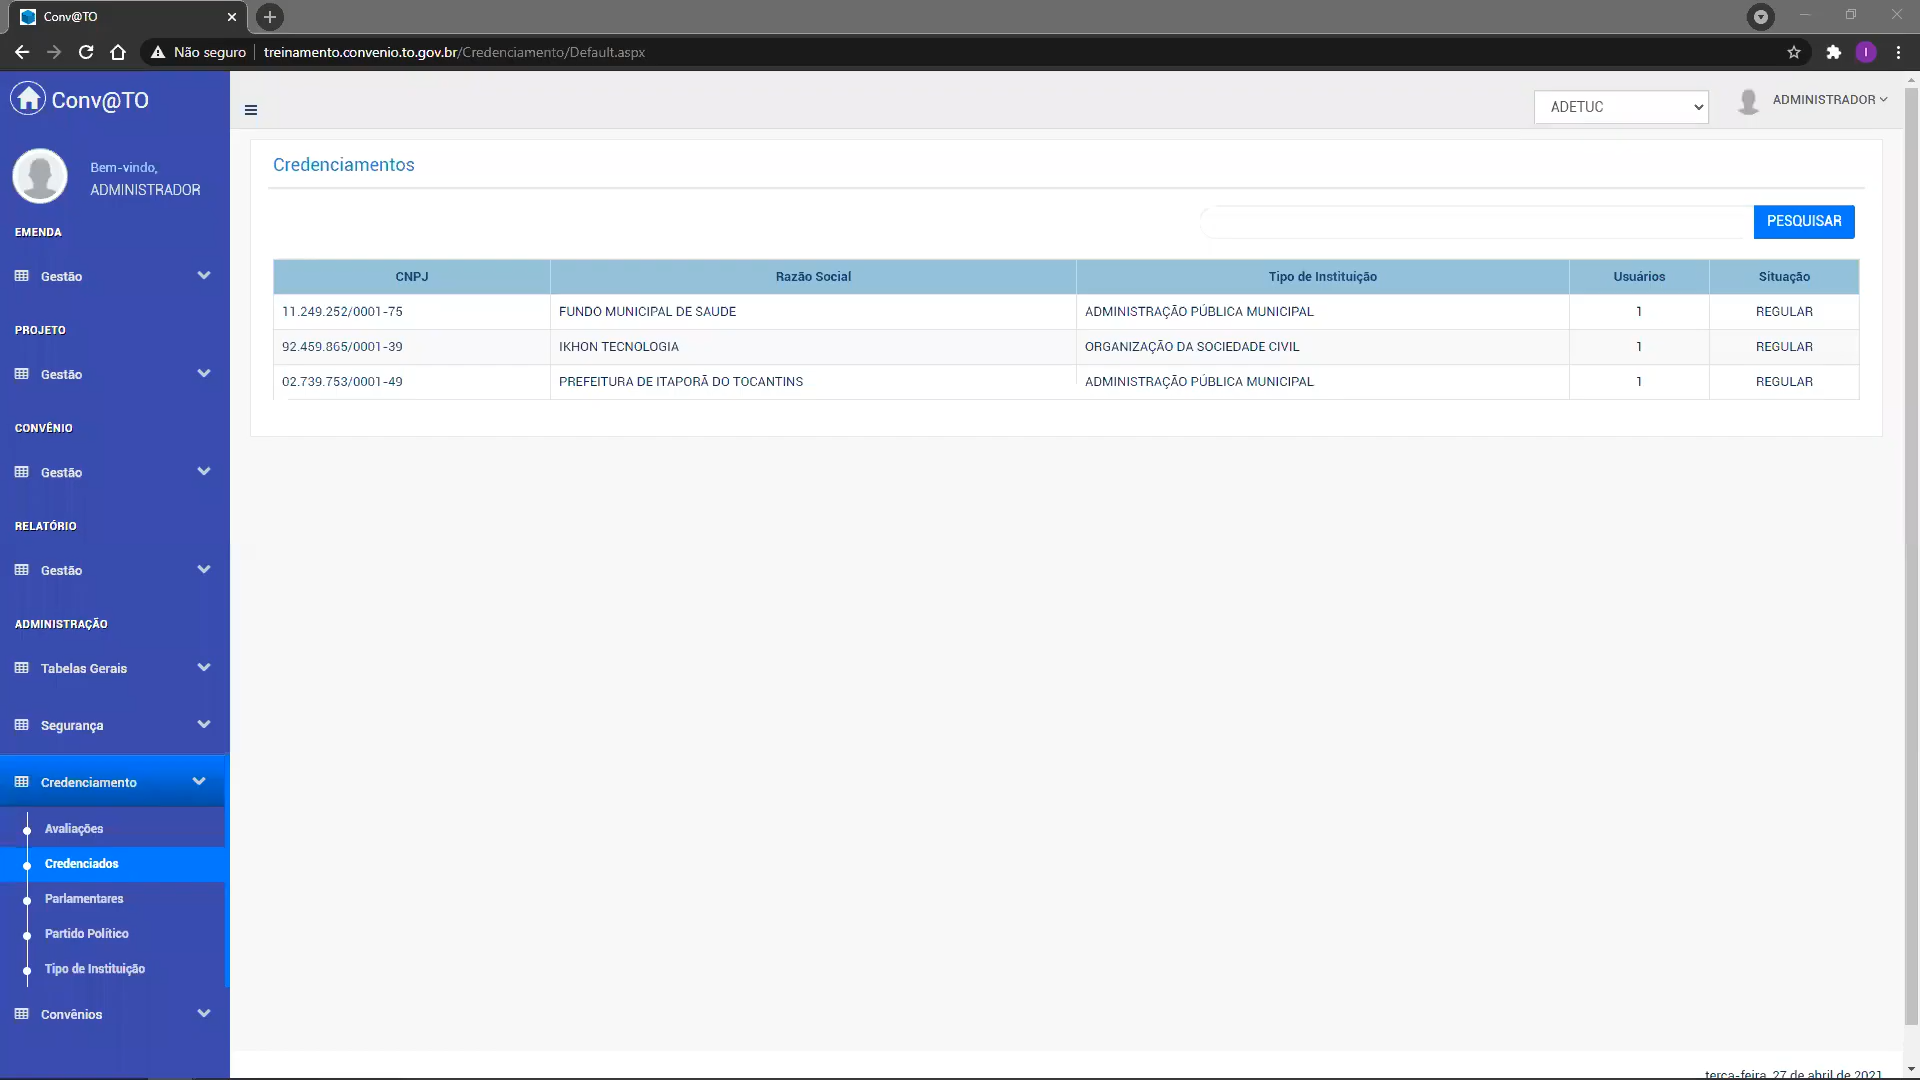 Conv@TO
Não seguro
treinamento.convenio.to.gov.br/Credenciamento/Default.aspx
I
Conv@TO
ADETUC
ADMINISTRADOR
Bem-vindo,
ADMINISTRADOR
EMENDA
Gestão
PROJETO
Gestão
CONVÊNIO
Gestão
RELATÓRIO
Gestão
ADMINISTRAÇÃO
Tabelas Gerais
Segurança
Credenciamento
Avaliações
Credenciados
Parlamentares
Partido Político
Tipo de Instituição
Convênios
Credenciamentos
PESQUISAR
CNPJ Razão Social Tipo de Instituição Usuários Situação
11.249.252/0001-75 FUNDO MUNICIPAL DE SAUDE ADMINISTRAÇÃO PÚBLICA MUNICIPAL 1 REGULAR
92.459.865/0001-39 IKHON TECNOLOGIA ORGANIZAÇÃO DA SOCIEDADE CIVIL 1 REGULAR
02.739.753/0001-49 PREFEITURA DE ITAPORÃ DO TOCANTINS ADMINISTRAÇÃO PÚBLICA MUNICIPAL 1 REGULAR
terça-feira, 27 de abril de 2021